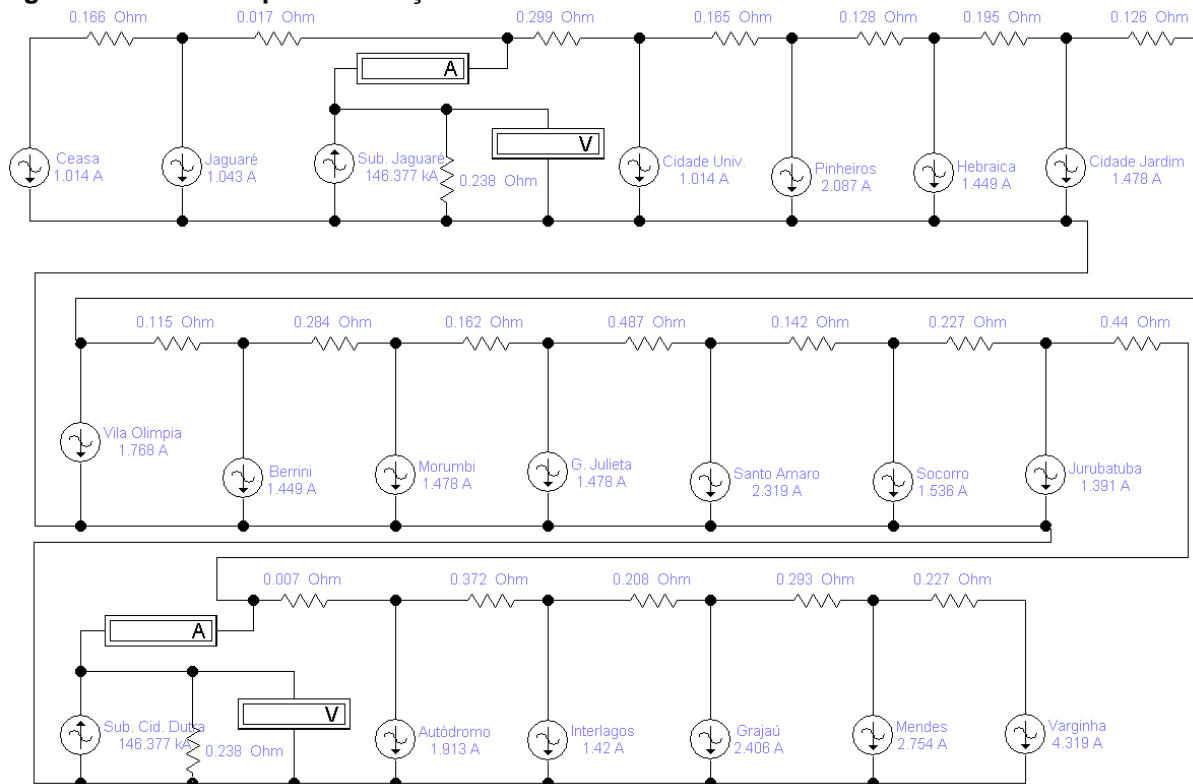 0.166 Ohm
0.017 Ohm
0.299 Ohm
0.165 Ohm
0.128 Ohm
0.195 Ohm
0.126 Ohm
A
V
Ceasa
1.014 A
Jaguaré
1.043 A
Sub. Jaguaré
146.377 kA
0.238 Ohm
Cidade Univ.
1.014 A
Pinheiros
2.087 A
Hebraica
1.449 A
Cidade Jardim
1.478 A
0.115 Ohm
0.284 Ohm
0.162 Ohm
0.487 Ohm
0.142 Ohm
0.227 Ohm
0.44 Ohm
Vila Olimpia
1.768 A
Berrini
1.449 A
Morumbi
1.478 A
G. Julieta
1.478 A
Santo Amaro
2.319 A
Socorro
1.536 A
Jurubatuba
1.391 A
0.007 Ohm
0.372 Ohm
0.208 Ohm
0.293 Ohm
0.227 Ohm
A
V
Sub. Cid. Dutra
146.377 kA
0.238 Ohm
Autódromo
1.913 A
Interlagos
1.42 A
Grajaú
2.406 A
Mendes
2.754 A
Varginha
4.319 A